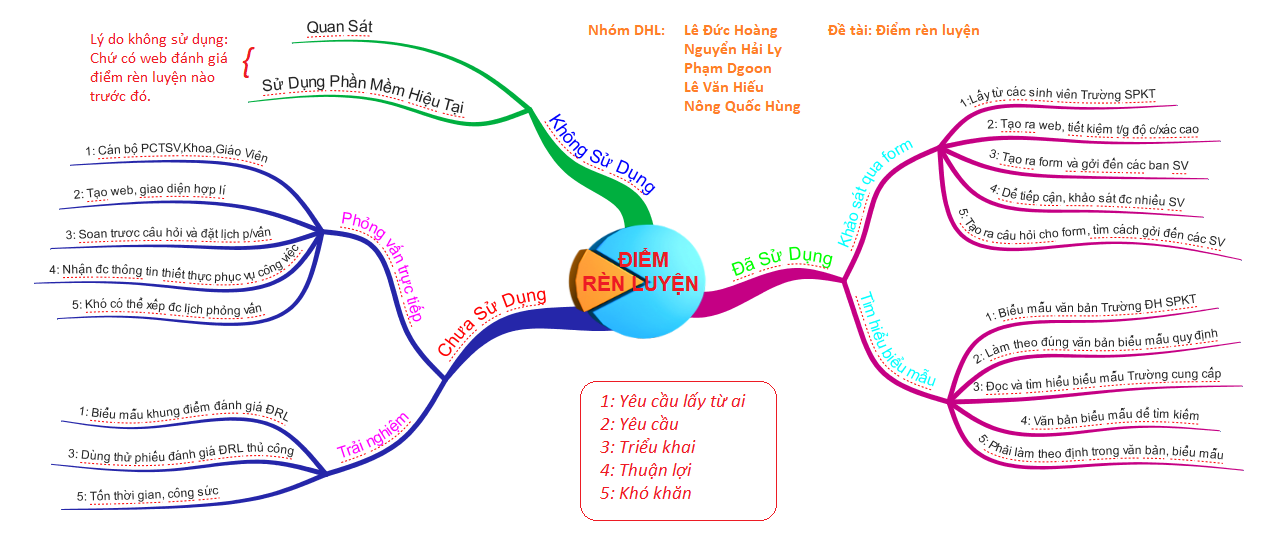 Lý do không sử dụng:
Chứ có web đánh giá
điểm rèn luyện nào
trước đó.
Quan Sát
Sử Dụng Phần Mềm Hiệu Tại
Không Sử Dụng
Nhóm DHL: Lê Đức Hoàng
Nguyển Hải Ly
Phạm Dgoon
Lê Văn Hiếu
Nông Quốc Hùng
Đề tài: Điểm rèn luyện
ĐIỂM
RÈN LUYỆN
Chưa Sử Dụng
Phỏng vấn trực tiếp
1: Cán bộ PCTSV,Khoa,Giáo Viên
2: Tạo web, giao diện hợp lí
3: Soan trươc câu hỏi và đặt lịch p/vấn
4: Nhận đc thông tin thiết thực phục vụ công việc
5: Khó có thể xếp đc lịch phỏng vấn
Trải nghiệm
1: Biểu mẫu khung điểm đánh giá ĐRL
3: Dùng thử phiếu đánh giá ĐRL thủ công
5: Tốn thời gian, công sức
Đã Sử Dụng
Khảo sát qua form
1:Lấy từ các sinh viên Trường SPKT
2: Tạo ra web, tiết kiệm t/g độ c/xác cao
3: Tạo ra form và gởi đến các ban SV
4: Dể tiếp cận, khảo sát đc nhiều SV
5:Tạo ra câu hỏi cho form, tìm cách gởi đến các SV
Tìm hiểu biểu mẫu
1: Biểu mẫu văn bản Trường ĐH SPKT
2: Làm theo đúng văn bản biểu mẫu quy định
3: Đọc và tìm hiểu biểu mẫu Trường cung cấp
4: Văn bản biểu mẫu dể tìm kiếm
5: Phải làm theo định trong văn bản, biểu mẫu
1: Yêu cầu lấy từ ai
2: Yêu cầu
3: Triểu khai
4: Thuận lợi
5: Khó khăn